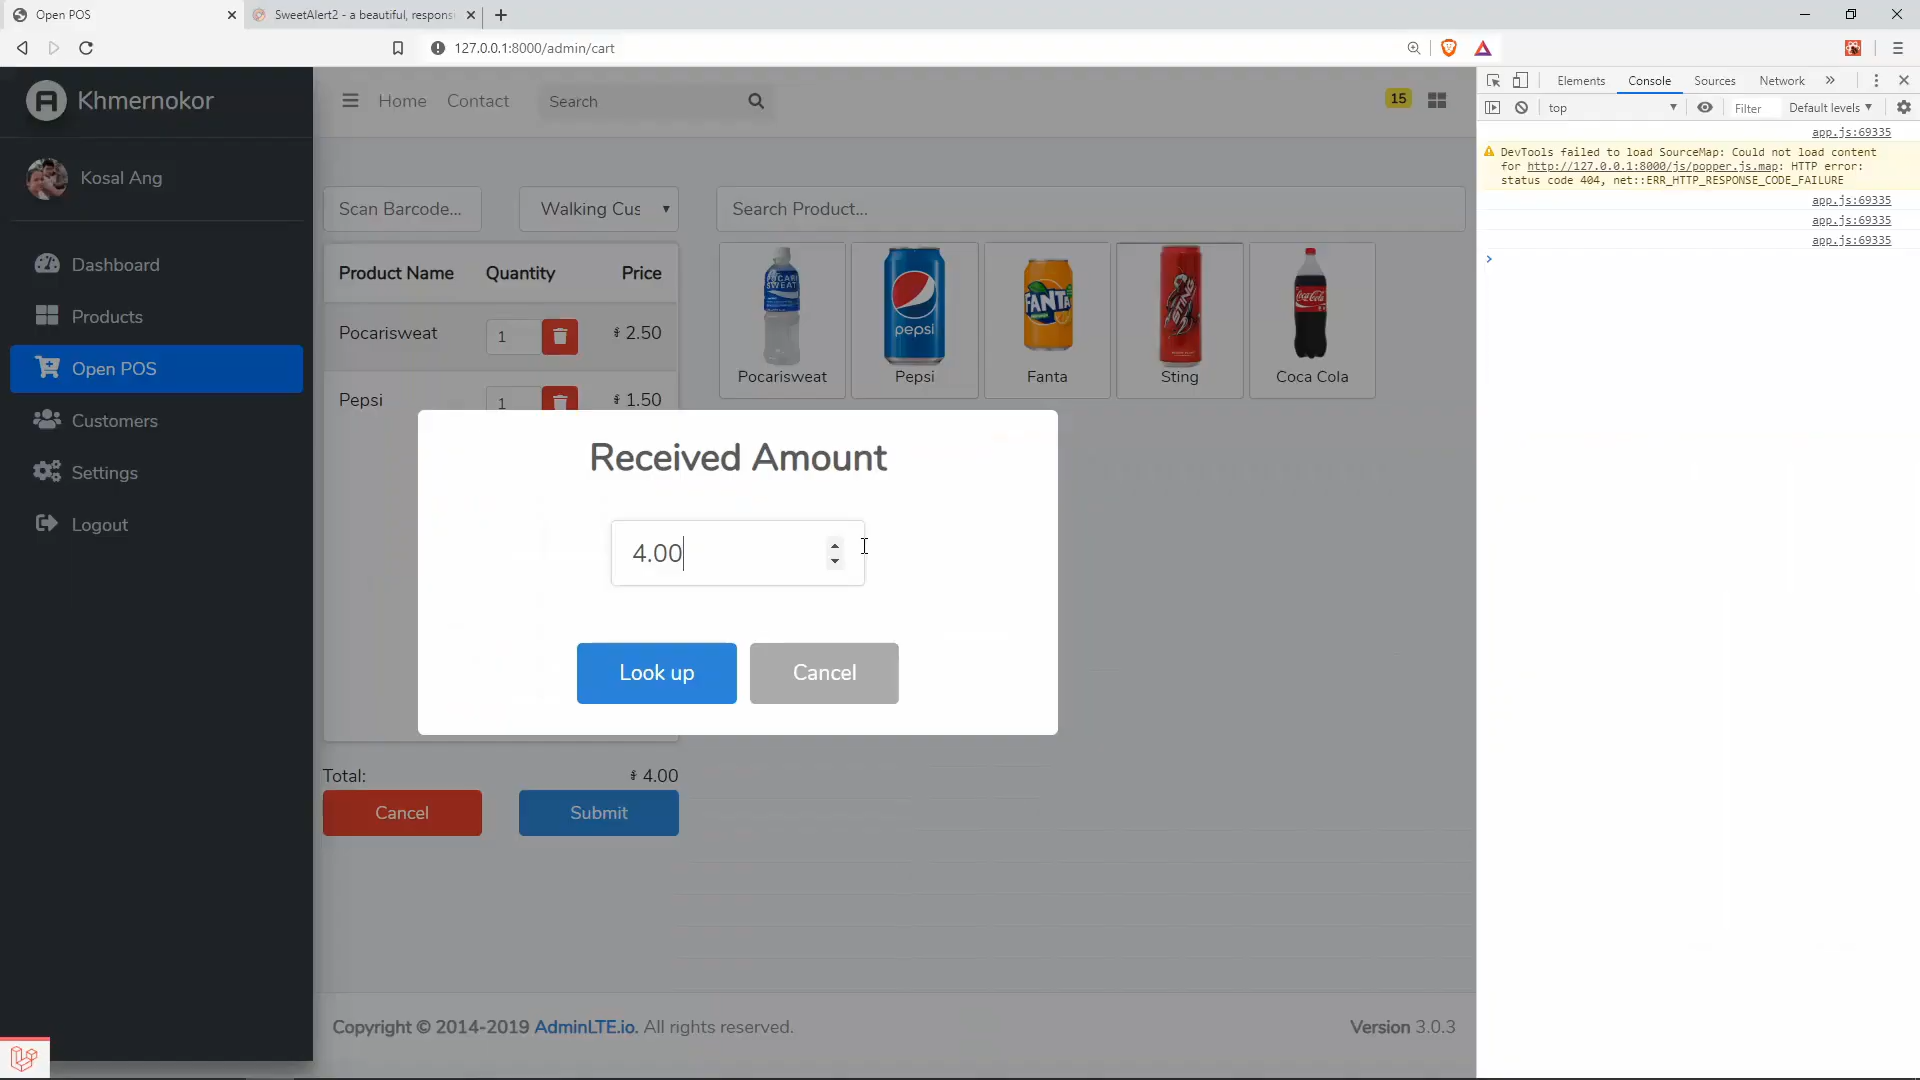 Open POS
SweetAlert2 - a beautiful, respons
127.0.0.1:8000/admin/cart
Khmernokor
Kosal Ang
Dashboard
Products
Open POS
Customers
Settings
Logout
Home
Contact
Search
15
Scan Barcode...
Walking Cus
Search Product...
Product Name
Quantity
Price
Pocarisweat
1
2.50
Pepsi
1
1.50
Pocarisweat
Pepsi
Fanta
Sting
Coca Cola
Received Amount
4.00
Look up
Cancel
Total:
4.00
Cancel
Submit
Copyright © 2014-2019 AdminLTE.io. All rights reserved.
Version 3.0.3
Elements
Console
Sources
Network
top
Filter
Default levels
app.js:69335
DevTools failed to load SourceMap: Could not load content
for http://127.0.0.1:8000/js/popper.js.map: HTTP error:
status code 404, net::ERR_HTTP_RESPONSE_CODE_FAILURE
app.js:69335
app.js:69335
app.js:69335